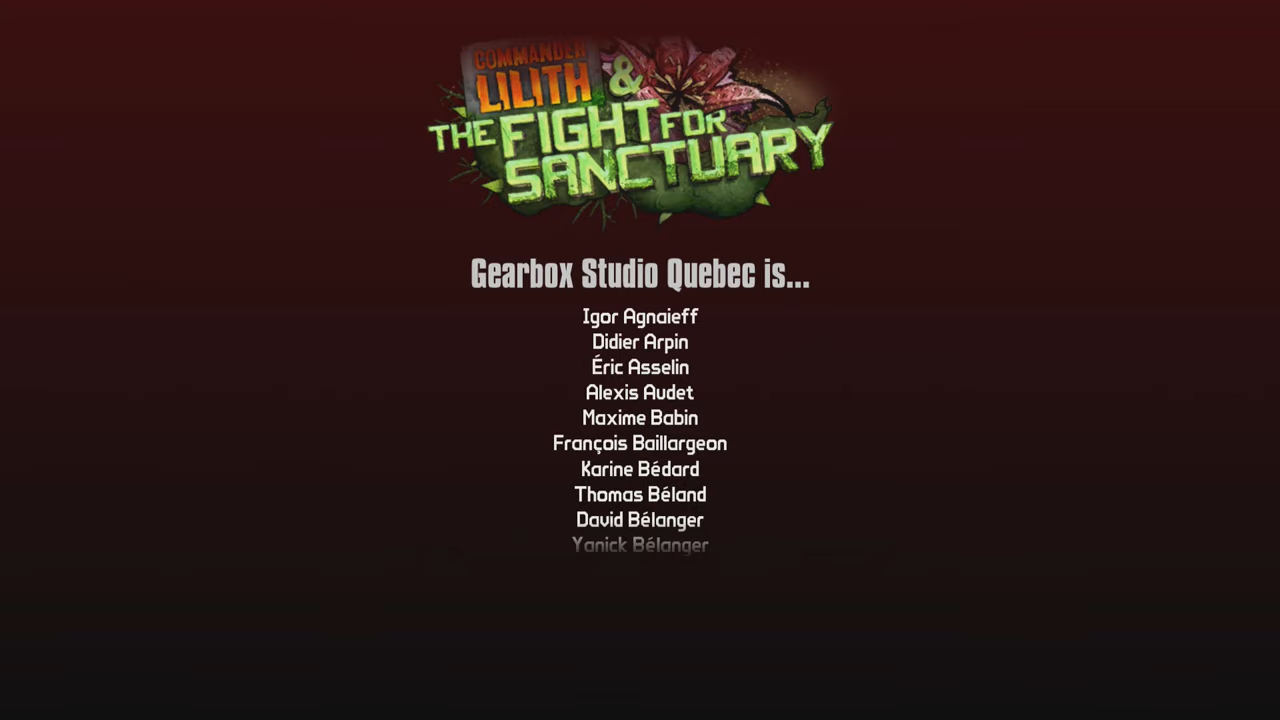 COMMANDER
LILITH &
THE FIGHT FOR
SANCTUARY
Gearbox Studio Quebec is...
Igor Agnaieff
Didier Arpin
Éric Asselin
Alexis Audet
Maxime Babin
François Baillargeon
Karine Bédard
Thomas Béland
David Bélanger
Yanick Bélanger